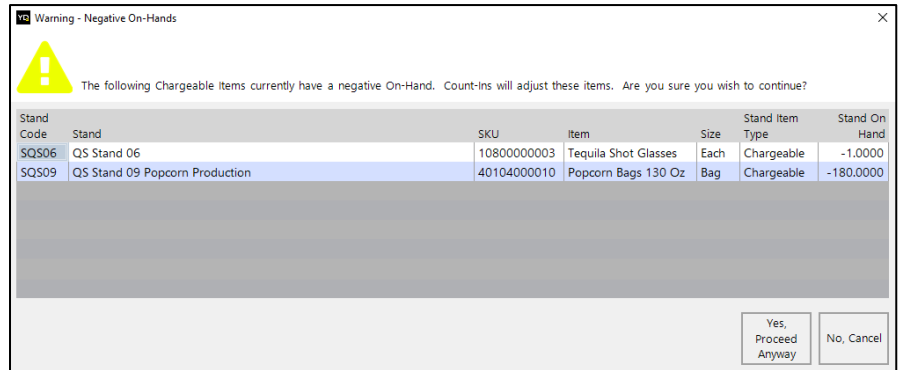 YQ Warning - Negative On-Hands
The following Chargeable Items currently have a negative On-Hand. Count-Ins will adjust these items. Are you sure you wish to continue?
Stand Code Stand SKU Item Size Stand Item Type Stand On Hand
SQS06 QS Stand 06 10800000003 Tequila Shot Glasses Each Chargeable -1.0000
SQS09 QS Stand 09 Popcorn Production 40104000010 Popcorn Bags 130 Oz Bag Chargeable -180.0000
Yes, Proceed Anyway
No, Cancel